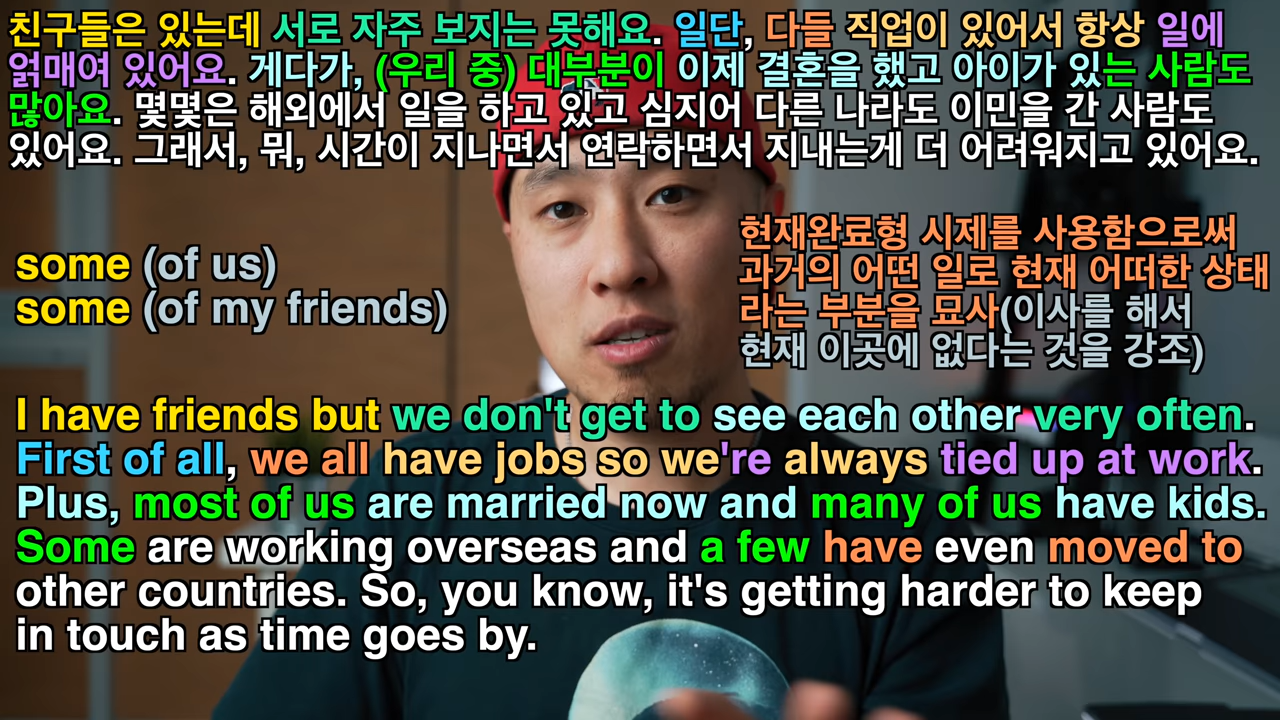 친구들은 있는데 서로 자주 보지는 못해요. 일단, 다들 직업이 있어서 항상 일에
얽매여 있어요. 게다가, (우리 중) 대부분이 이제 결혼을 했고 아이가 있는 사람도
많아요. 몇몇은 해외에서 일을 하고 있고 심지어 다른 나라도 이민을 간 사람도
있어요. 그래서, 뭐, 시간이 지나면서 연락하면서 지내는게 더 어려워지고 있어요.
some (of us)
some (of my friends)
현재완료형 시제를 사용함으로써
과거의 어떤 일로 현재 어떠한 상태
라는 부분을 묘사(이사를 해서
현재 이곳에 없다는 것을 강조)
I have friends but we don't get to see each other very often.
First of all, we all have jobs so we're always tied up at work.
Plus, most of us are married now and many of us have kids.
Some are working overseas and a few have even moved to
other countries. So, you know, it's getting harder to keep
in touch as time goes by.